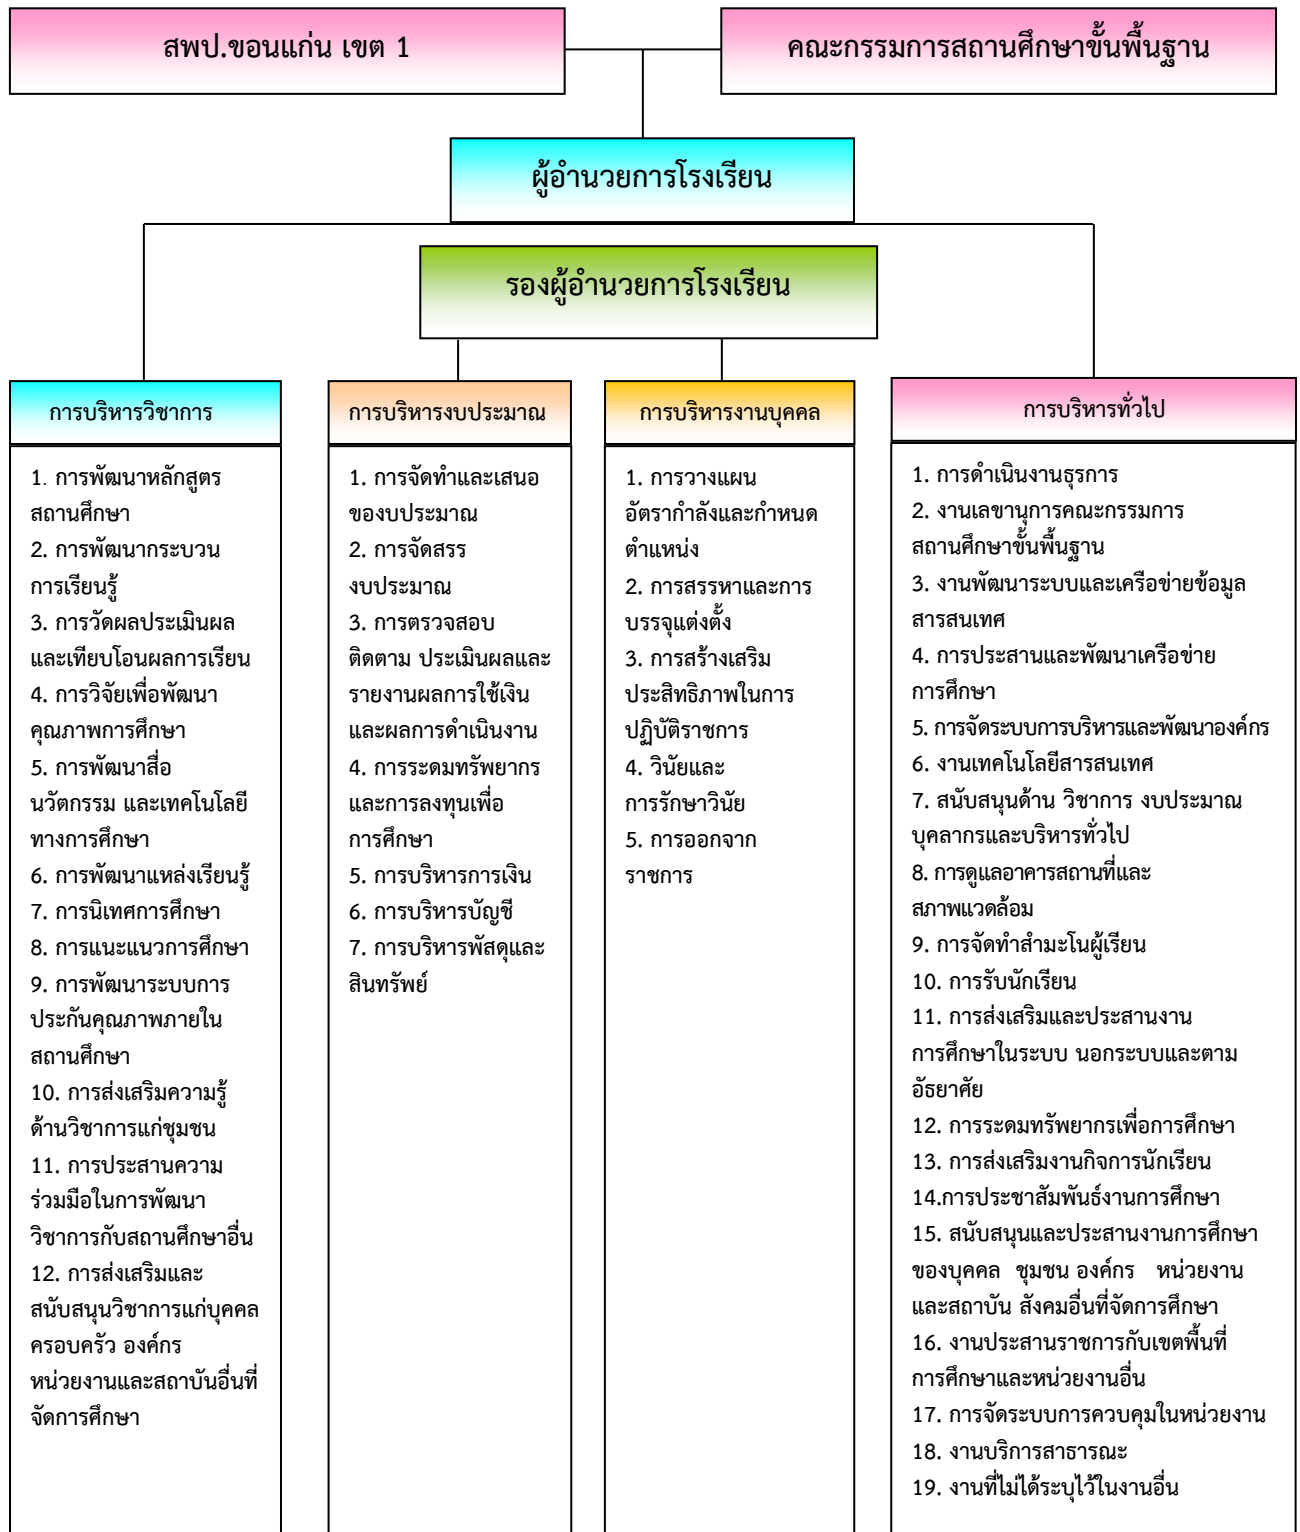 สพป.ขอนแก่น เขต 1
คณะกรรมการสถานศึกษาขั้นพื้นฐาน
ผู้อำนวยการโรงเรียน
รองผู้อำนวยการโรงเรียน
การบริหารวิชาการ
1. การพัฒนาหลักสูตร
สถานศึกษา
2. การพัฒนากระบวน
การเรียนรู้
3. การวัดผลประเมินผล
และเทียบโอนผลการเรียน
4. การวิจัยเพื่อพัฒนา
คุณภาพการศึกษา
5. การพัฒนาสื่อ
นวัตกรรม และเทคโนโลยี
ทางการศึกษา
6. การพัฒนาแหล่งเรียนรู้
7. การนิเทศการศึกษา
8. การแนะแนวการศึกษา
9. การพัฒนาระบบการ
ประกันคุณภาพภายใน
สถานศึกษา
10. การส่งเสริมความรู้
ด้านวิชาการแก่ชุมชน
11. การประสานความ
ร่วมมือในการพัฒนา
วิชาการกับสถานศึกษาอื่น
12. การส่งเสริมและ
สนับสนุนวิชาการแก่บุคคล
ครอบครัว องค์กร
หน่วยงานและสถาบันอื่นที่
จัดการศึกษา
การบริหารงบประมาณ
1. การจัดทำและเสนอ
ของบประมาณ
2. การจัดสรร
งบประมาณ
3. การตรวจสอบ
ติดตาม ประเมินผลและ
รายงานผลการใช้เงิน
และผลการดำเนินงาน
4. การระดมทรัพยากร
และการลงทุนเพื่อ
การศึกษา
5. การบริหารการเงิน
6. การบริหารบัญชี
7. การบริหารพัสดุและ
สินทรัพย์
การบริหารงานบุคคล
1. การวางแผน
อัตรากำลังและกำหนด
ตำแหน่ง
2. การสรรหาและการ
บรรจุแต่งตั้ง
3. การสร้างเสริม
ประสิทธิภาพในการ
ปฏิบัติราชการ
4. วินัยและ
การรักษาวินัย
5. การออกจาก
ราชการ
การบริหารทั่วไป
1. การดำเนินงานธุรการ
2. งานเลขานุการคณะกรรมการ
สถานศึกษาขั้นพื้นฐาน
3. งานพัฒนาระบบและเครือข่ายข้อมูล
สารสนเทศ
4. การประสานและพัฒนาเครือข่าย
การศึกษา
5. การจัดระบบการบริหารและพัฒนาองค์กร
6. งานเทคโนโลยีสารสนเทศ
7. สนับสนุนด้าน วิชาการ งบประมาณ
บุคลากรและบริหารทั่วไป
8. การดูแลอาคารสถานที่และ
สภาพแวดล้อม
9. การจัดทำสำมะโนผู้เรียน
10. การรับนักเรียน
11. การส่งเสริมและประสานงาน
การศึกษาในระบบ นอกระบบและตาม
อัธยาศัย
12. การระดมทรัพยากรเพื่อการศึกษา
13. การส่งเสริมงานกิจการนักเรียน
14.การประชาสัมพันธ์งานการศึกษา
15. สนับสนุนและประสานงานการศึกษา
ของบุคคล ชุมชน องค์กร หน่วยงาน
และสถาบัน สังคมอื่นที่จัดการศึกษา
16. งานประสานราชการกับเขตพื้นที่
การศึกษาและหน่วยงานอื่น
17. การจัดระบบการควบคุมในหน่วยงาน
18. งานบริการสาธารณะ
19. งานที่ไม่ได้ระบุไว้ในงานอื่น